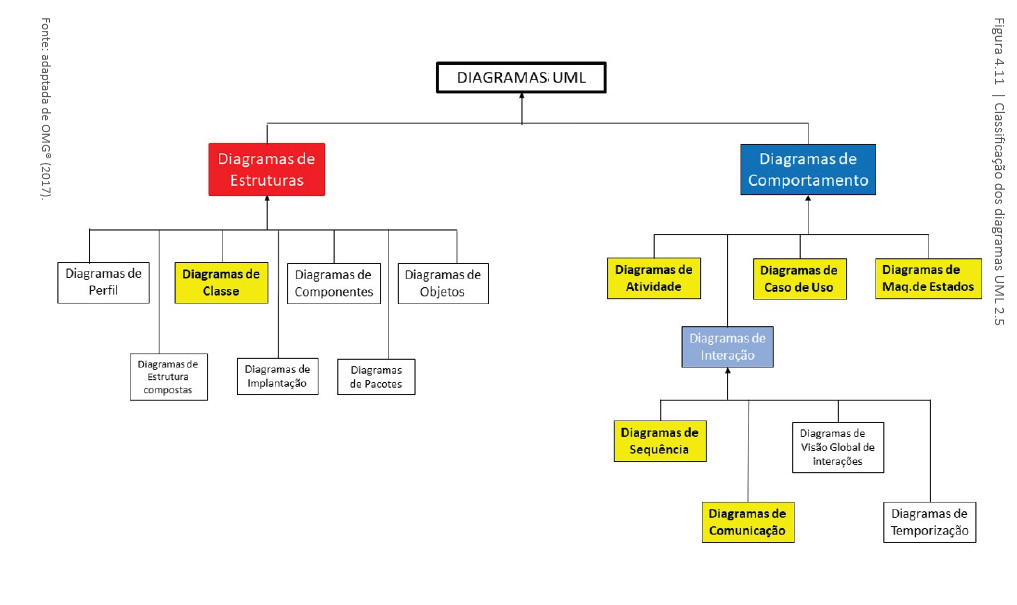 Figura 4.11 | Classificação dos diagramas UML 2.5
DIAGRAMAS UML
Diagramas de
Estruturas
Diagramas de
Comportamento
Diagramas de
Perfil
Diagramas de
Classe
Diagramas de
Componentes
Diagramas de
Objetos
Diagramas de
Estrutura
compostas
Diagramas de
Implantação
Diagramas
de Pacotes
Diagramas de
Atividade
Diagramas de
Caso de Uso
Diagramas de
Maq.de Estados
Diagramas de
Interação
Diagramas de
Sequência
Diagramas de
Visão Global de
interações
Diagramas de
Comunicação
Diagramas de
Temporização
Fonte: adaptada de OMG® (2017).